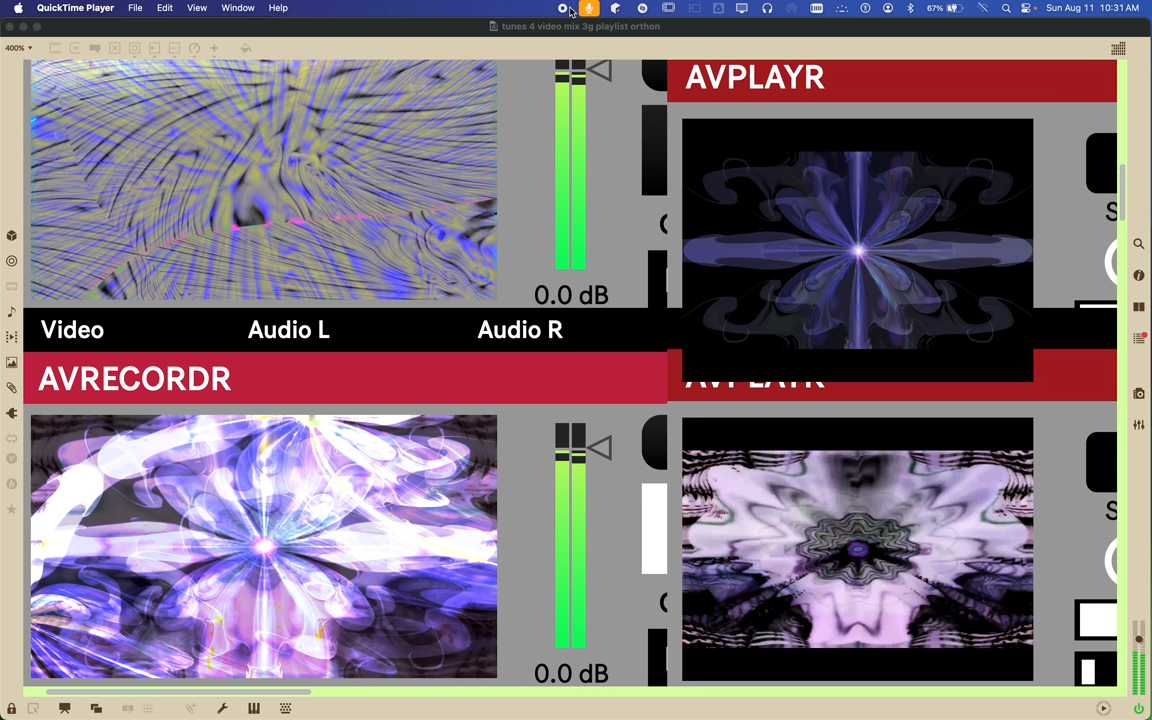 QuickTime Player File Edit View Window Help
67% Sun Aug 11 10:31 AM
tunes 4 video mix 3g playlist orthon
400%
AVPLAYR
S
0.0 dB
Video Audio L Audio R
AVRECORDR
AVPLAYR
S
0.0 dB